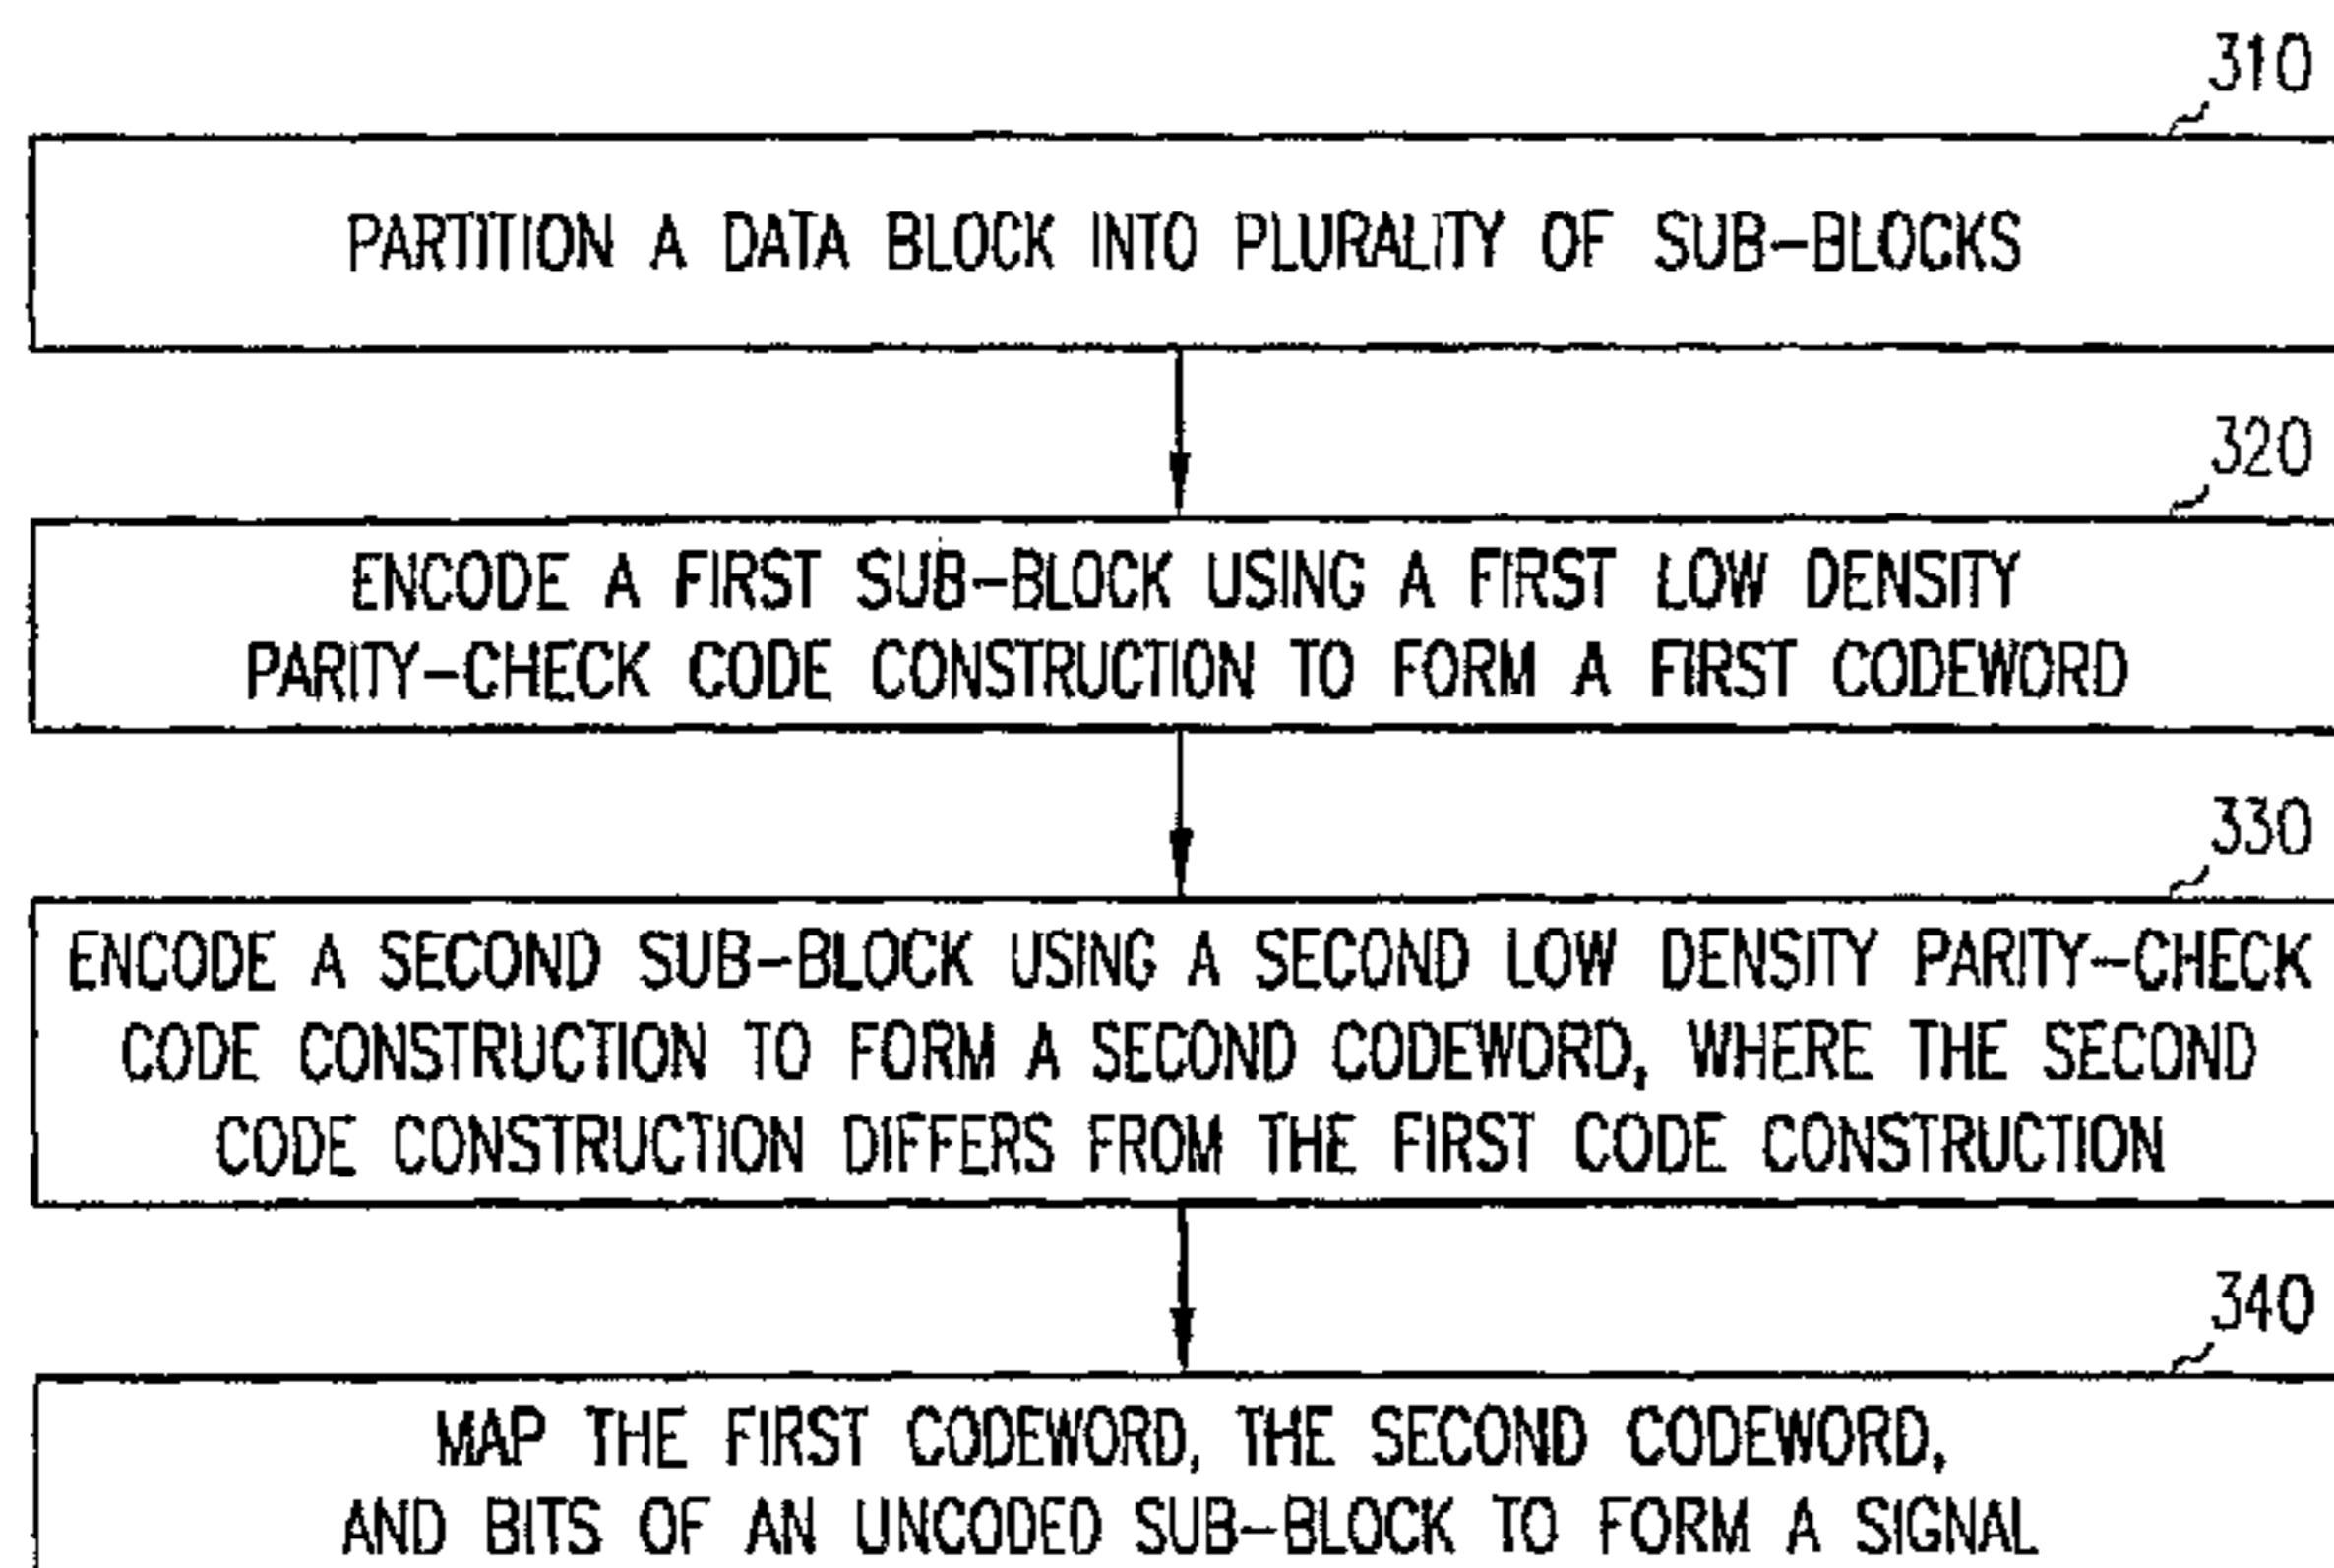 310
PARTITION A DATA BLOCK INTO PLURALITY OF SUB-BLOCKS
320
ENCODE A FIRST SUB-BLOCK USING A FIRST LOW DENSITY
PARITY-CHECK CODE CONSTRUCTION TO FORM A FIRST CODEWORD
330
ENCODE A SECOND SUB-BLOCK USING A SECOND LOW DENSITY PARITY-CHECK
CODE CONSTRUCTION TO FORM A SECOND CODEWORD, WHERE THE SECOND
CODE CONSTRUCTION DIFFERS FROM THE FIRST CODE CONSTRUCTION
340
MAP THE FIRST CODEWORD, THE SECOND CODEWORD,
AND BITS OF AN UNCODED SUB-BLOCK TO FORM A SIGNAL